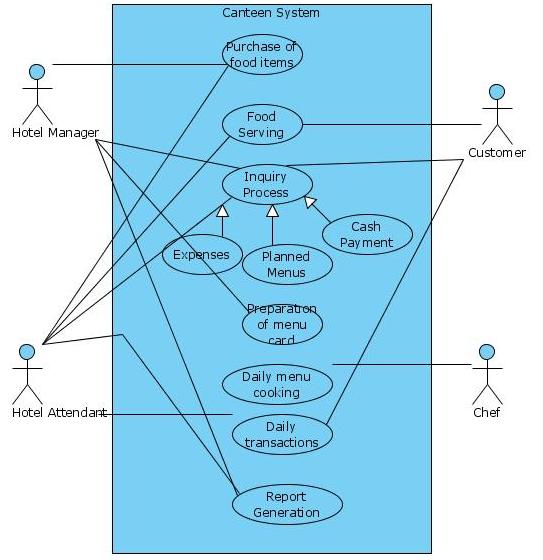 Canteen System
Purchase of
food items
Hotel Manager
Food
Serving
Customer
Inquiry
Process
Cash
Payment
Expenses
Planned
Menus
Preparation
of menu
card
Daily menu
cooking
Hotel Attendant
Chef
Daily
transactions
Report
Generation